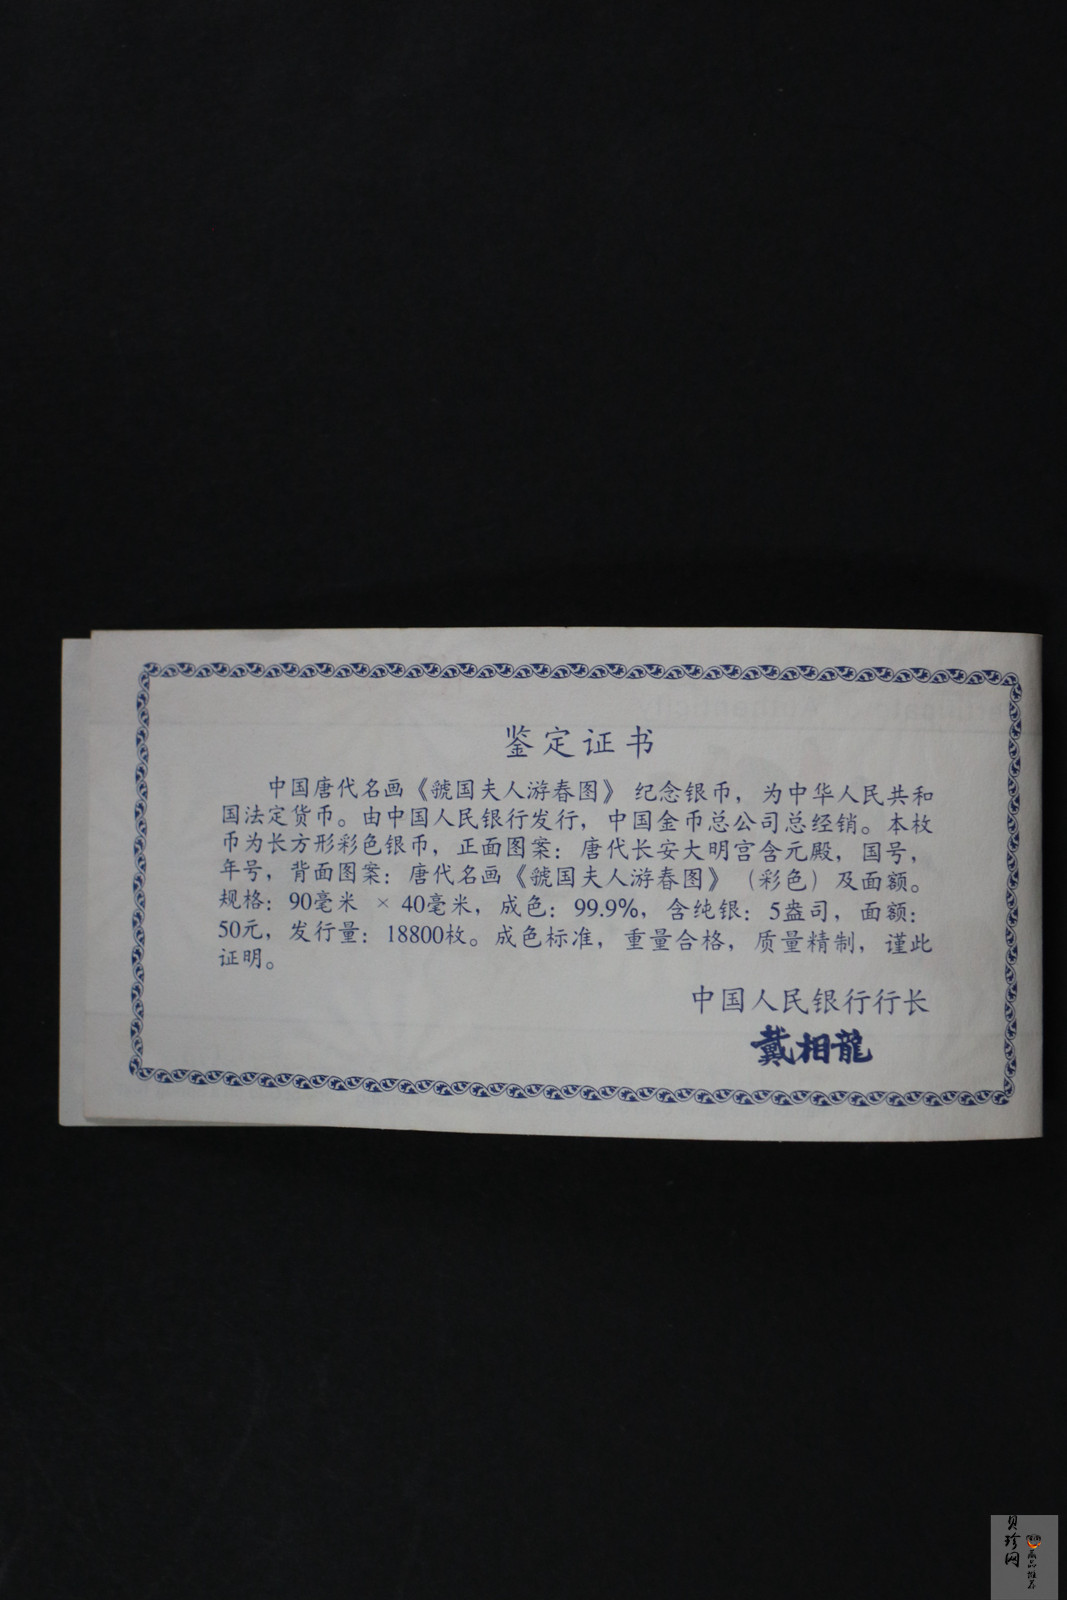 鉴定证书
中国唐代名画《虢国夫人游春图》纪念银币，为中华人民共和
国法定货币。由中国人民银行发行，中国金币总公司总经销。本枚
币为长方形彩色银币，正面图案：唐代长安大明宫含元殿，国号，
年号，背面图案：唐代名画《虢国夫人游春图》（彩色）及面额。
规格：90毫米 × 40毫米，成色：99.9%，含纯银：5盎司，面额：
50元，发行量：18800枚。成色标准，重量合格，质量精制，谨此
证明。
中国人民银行行长
戴相龍
贝珍网